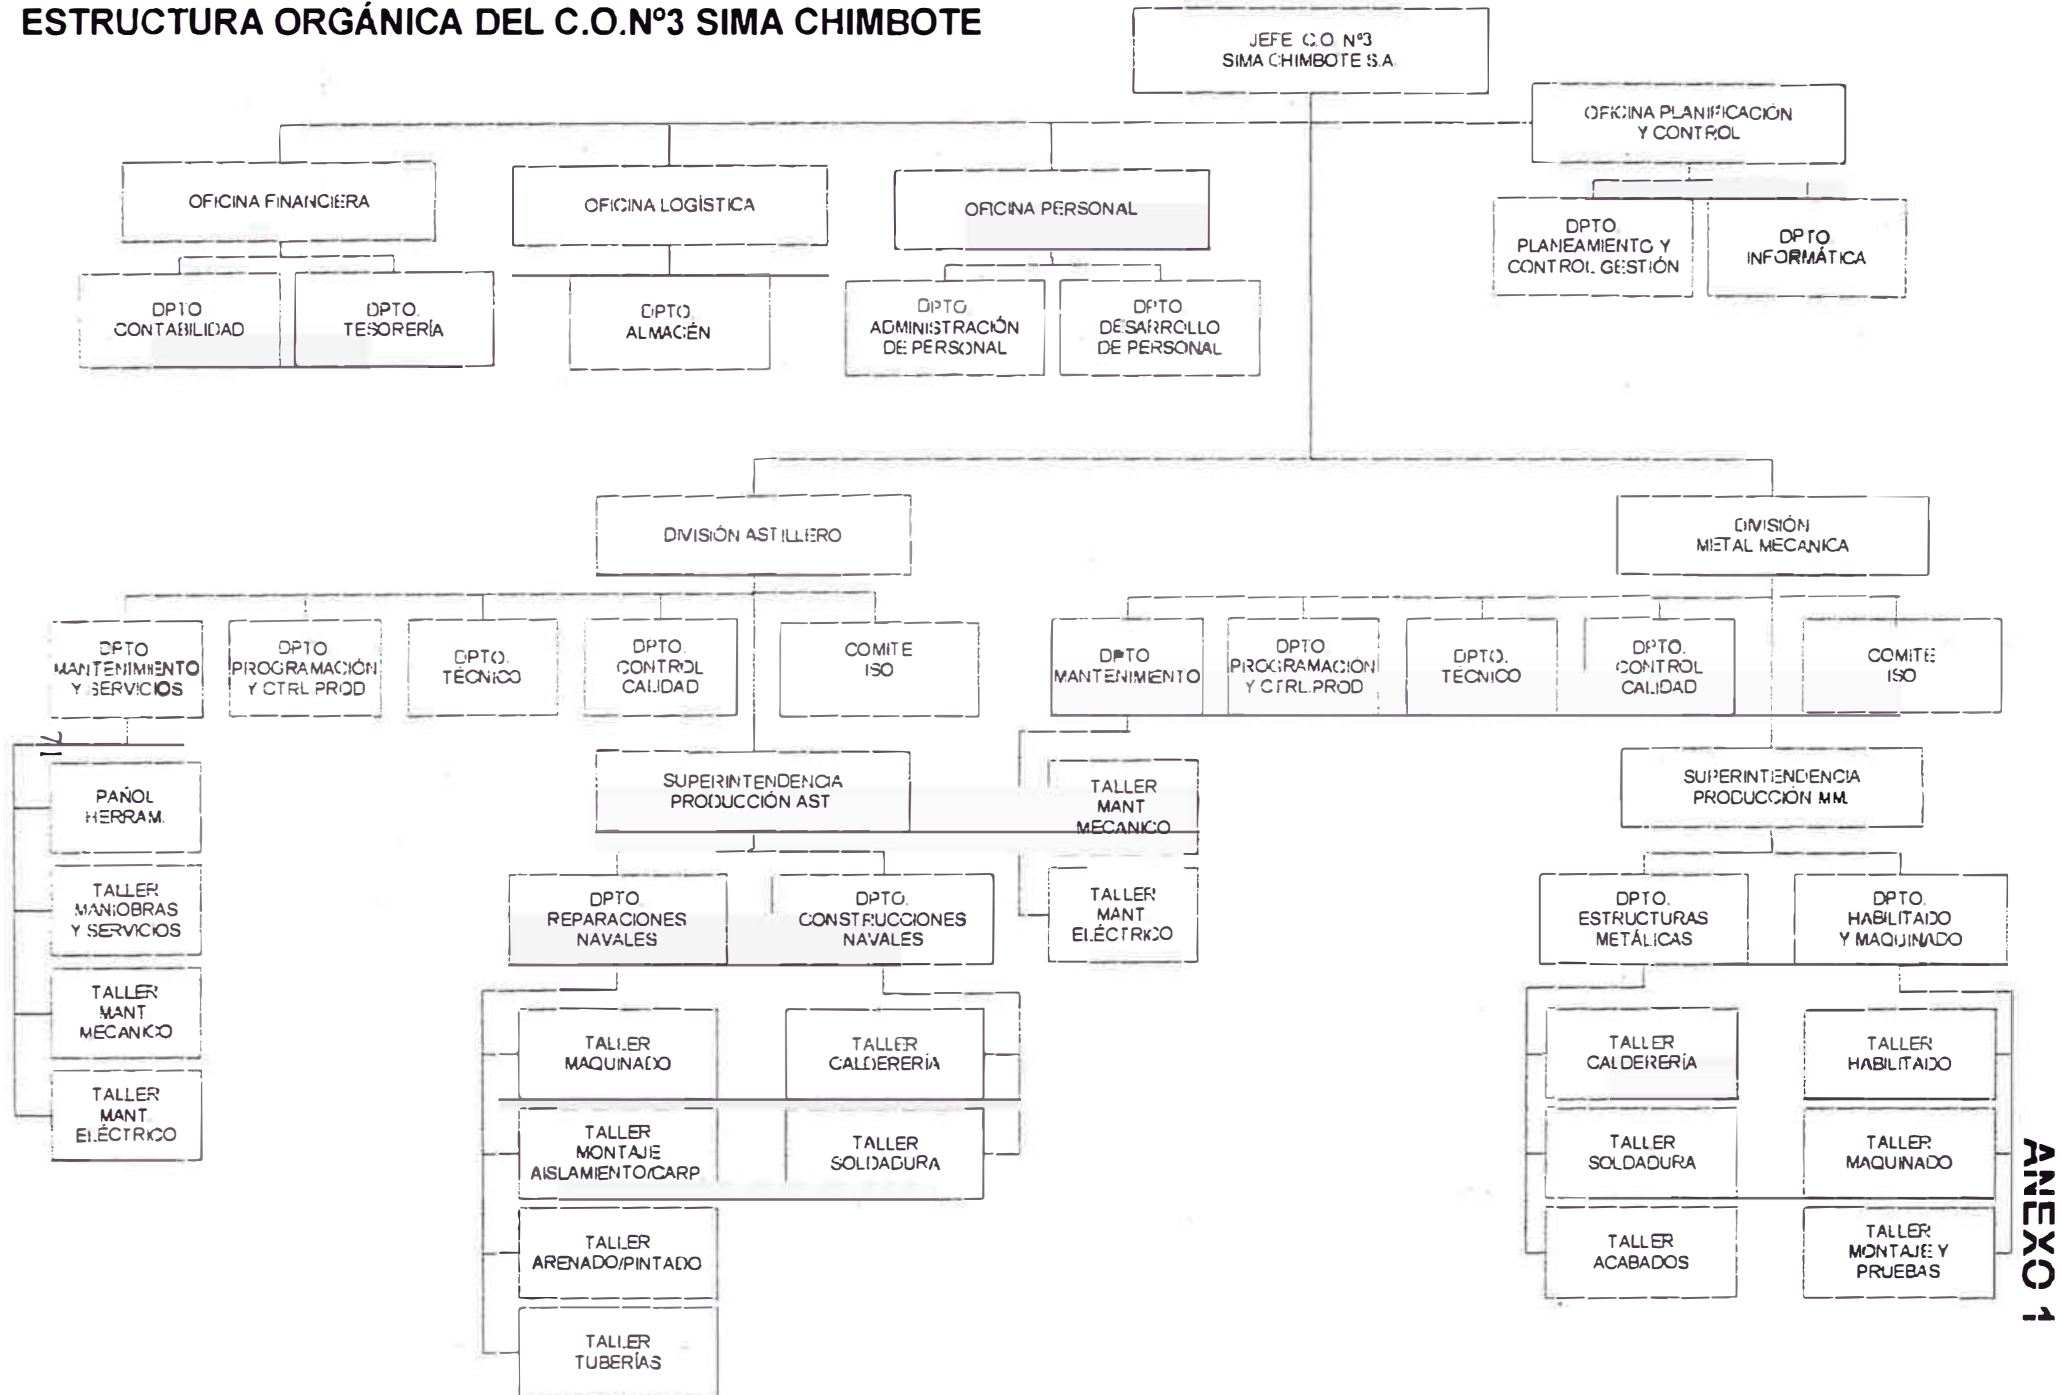 ESTRUCTURA ORGÁNICA DEL C.O.Nº3 SIMA CHIMBOTE
JEFE C.O. Nº3
SIMA CHIMBOTE S.A.
OFICINA PLANIFICACIÓN
Y CONTROL
OFICINA FINANCIERA
OFICINA LOGÍSTICA
OFICINA PERSONAL
DPTO.
PLANEAMIENTO Y
CONTROL GESTIÓN
DPTO.
INFORMÁTICA
DPTO.
CONTABILIDAD
DPTO.
TESORERÍA
DPTO.
ALMACÉN
DPTO.
ADMINISTRACIÓN
DE PERSONAL
DPTO.
DESARROLLO
DE PERSONAL
DIVISIÓN ASTILLERO
DIVISIÓN
METAL MECANICA
DPTO
MANTENIMIENTO
Y SERVICIOS
DPTO
PROGRAMACIÓN
Y CTRL PROD
DPTO.
TÉCNICO
DPTO.
CONTROL
CALIDAD
COMITE
ISO
DPTO
MANTENIMIENTO
DPTO
PROGRAMACIÓN
Y CTRL.PROD
DPTO.
TÉCNICO
DPTO.
CONTROL
CALIDAD
COMITE
ISO
71
SUPERINTENDENCIA
PRODUCCIÓN AST
SUPERINTENDENCIA
PRODUCCIÓN MM.
PAÑOL
HERRAM.
TALLER
MANIOBRAS
Y SERVICIOS
TALLER
MANT
MECANICO
TALLER
MANT.
ELÉCTRICO
DPTO.
REPARACIONES
NAVALES
DPTO.
CONSTRUCCIONES
NAVALES
TALLER
MANT
MECANICO
TALLER
MANT
ELÉCTRICO
DPTO.
ESTRUCTURAS
METÁLICAS
DPTO.
HABILITADO
Y MAQUINADO
TALLER
MAQUINADO
TALLER
CALDERERÍA
TALLER
MONTAJE
AISLAMIENTO/CARP
TALLER
SOLDADURA
TALLER
ARENADO/PINTADO
TALLER
TUBERÍAS
TALLER
CALDERERÍA
TALLER
HABILITADO
TALLER
SOLDADURA
TALLER
MAQUINADO
TALLER
ACABADOS
TALLER
MONTAJE Y
PRUEBAS
ANEXO 1